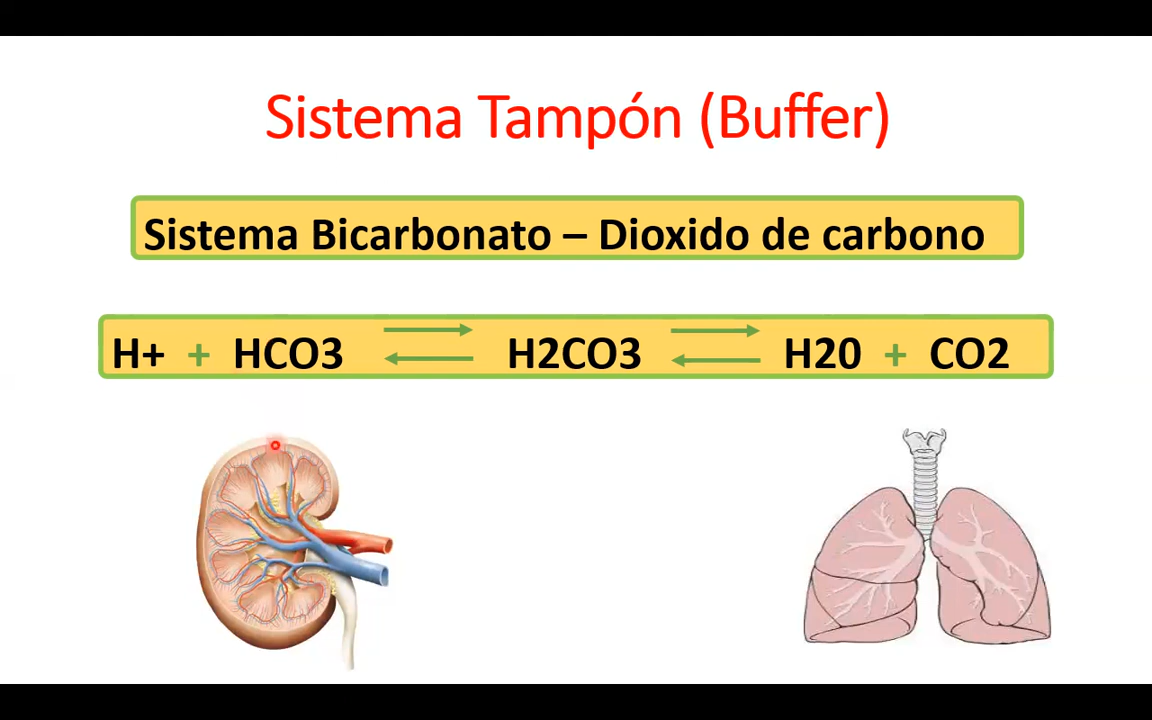 Sistema Tampón (Buffer)
Sistema Bicarbonato – Dioxido de carbono
H+ + HCO3 H2CO3 H20 + CO2